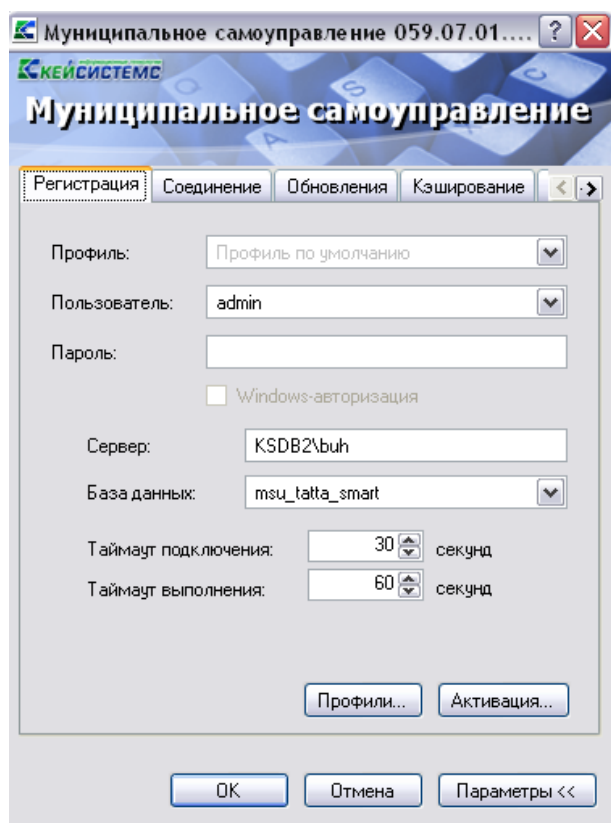 Муниципальное самоуправление 059.07.01....
КЕЙСИСТЕМС
Муниципальное самоуправление
Регистрация Соединение Обновления Кэширование
Профиль: Профиль по умолчанию
Пользователь: admin
Пароль:
Windows-авторизация
Сервер: KSDB2\buh
База данных: msu_tatta_smart
Таймаут подключения: 30 секунд
Таймаут выполнения: 60 секунд
Профили... Активация...
OK Отмена Параметры <<